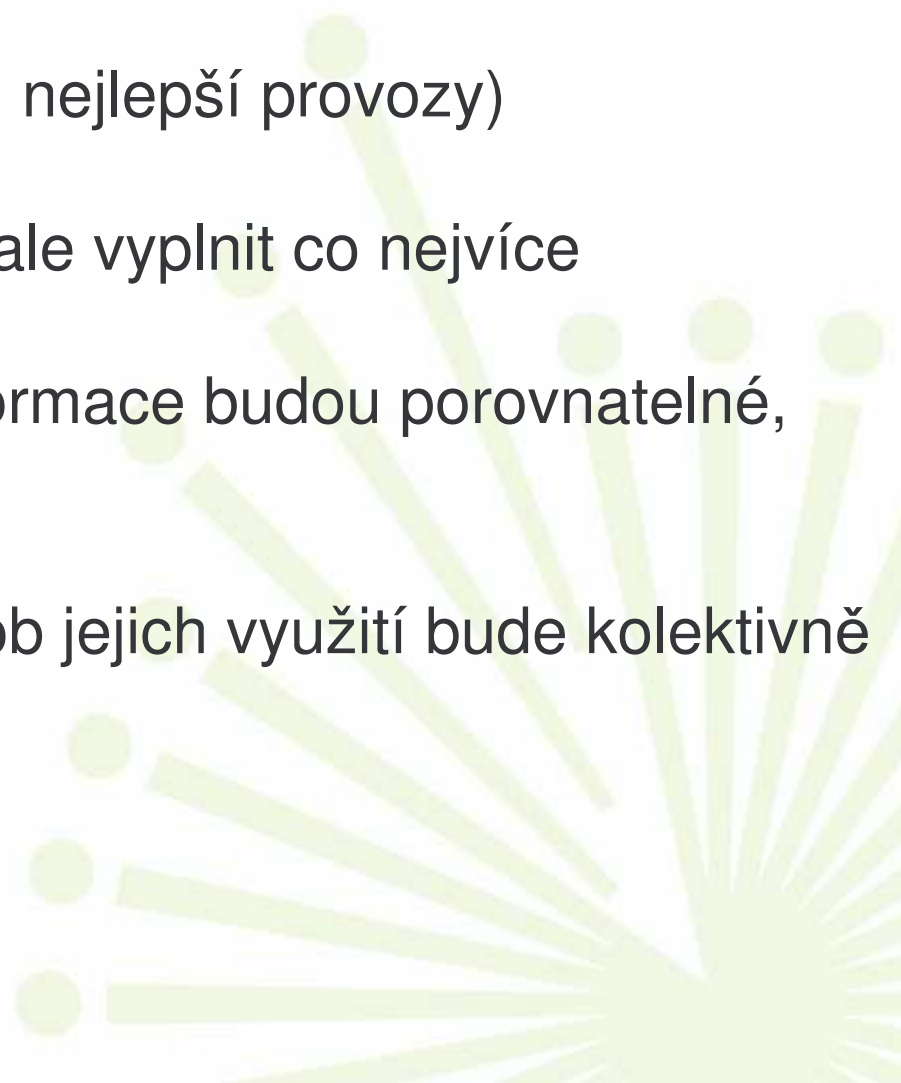 nejlepší provozy)
ale vyplnit co nejvíce
ormace budou porovnatelné,
ob jejich využití bude kolektivně